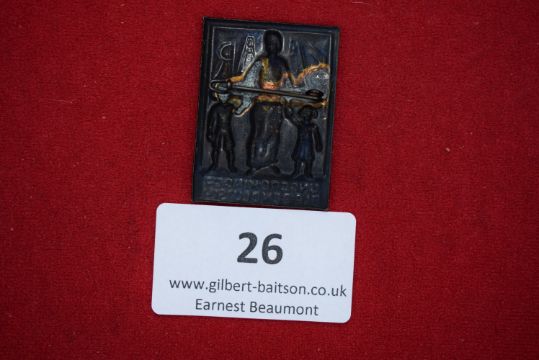 26
www.gilbert-baitson.co.uk
Earnest Beaumont